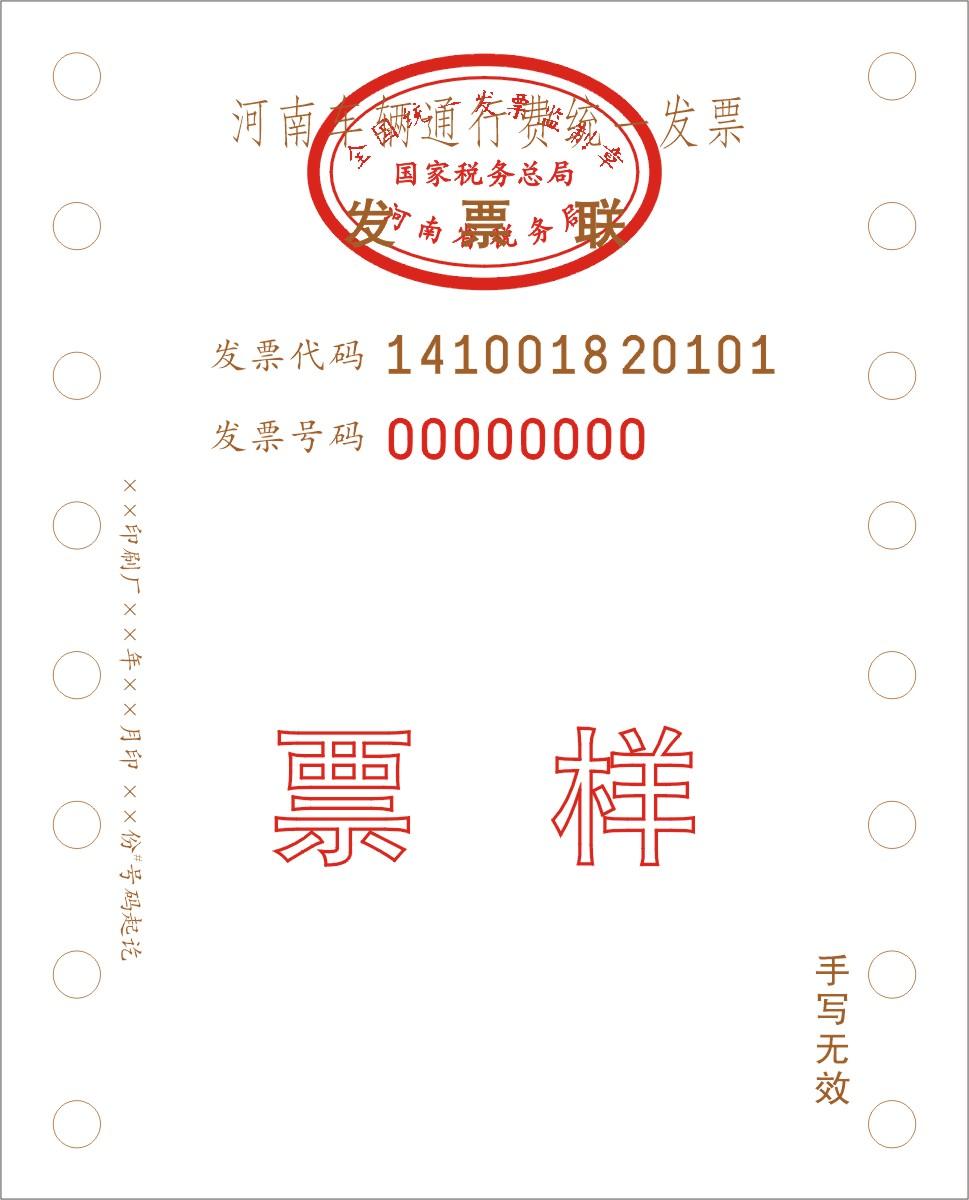 河南车辆通行费统一发票
全国统一发票监制章
国家税务总局
河南省税务局
发票联
发票代码 141001820101
发票号码 00000000
××印刷厂××年××月印 ××份#号码起讫
票样
手写无效